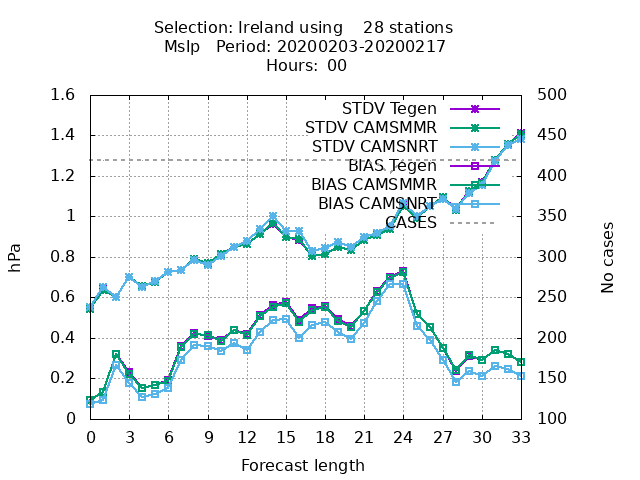 Selection: Ireland using    28 stations
Mslp   Period: 20200203-20200217
Hours: 00
1.6
1.4
1.2
1
0.8
0.6
0.4
0.2
0
500
450
400
350
300
250
200
150
100
STDV Tegen
STDV CAMSMMR
STDV CAMSNRT
BIAS Tegen
BIAS CAMSMMR
BIAS CAMSNRT
CASES
hPa
No cases
0 3 6 9 12 15 18 21 24 27 30 33
Forecast length